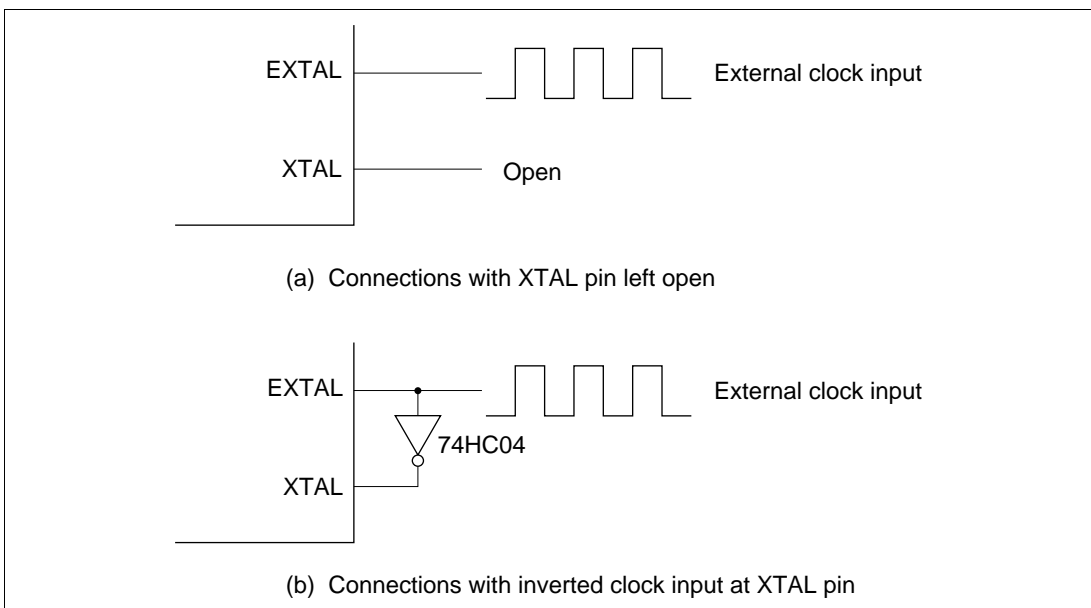 EXTAL
External clock input
XTAL
Open
(a) Connections with XTAL pin left open
EXTAL
External clock input
74HC04
XTAL
(b) Connections with inverted clock input at XTAL pin